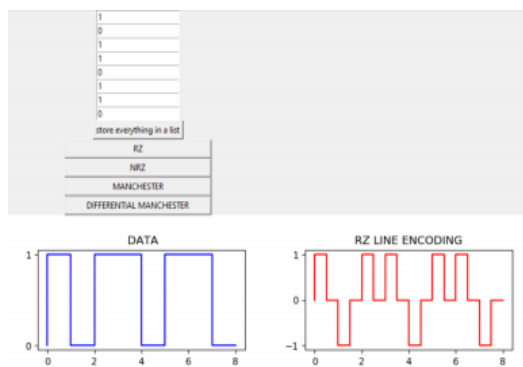 1
0
1
1
0
1
1
0
store everything in a list
RZ
NRZ
MANCHESTER
DIFFERENTIAL MANCHESTER
DATA
1
0
0 2 4 6 8
RZ LINE ENCODING
1
0
−1
0 2 4 6 8